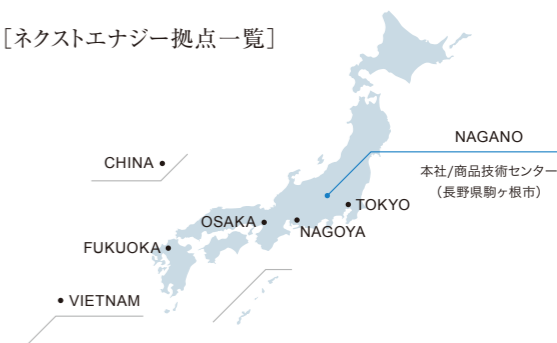 [ネクストエナジー拠点一覧]
NAGANO
CHINA
本社/商品技術センター
（長野県駒ヶ根市）
TOKYO
OSAKA
NAGOYA
FUKUOKA
VIETNAM